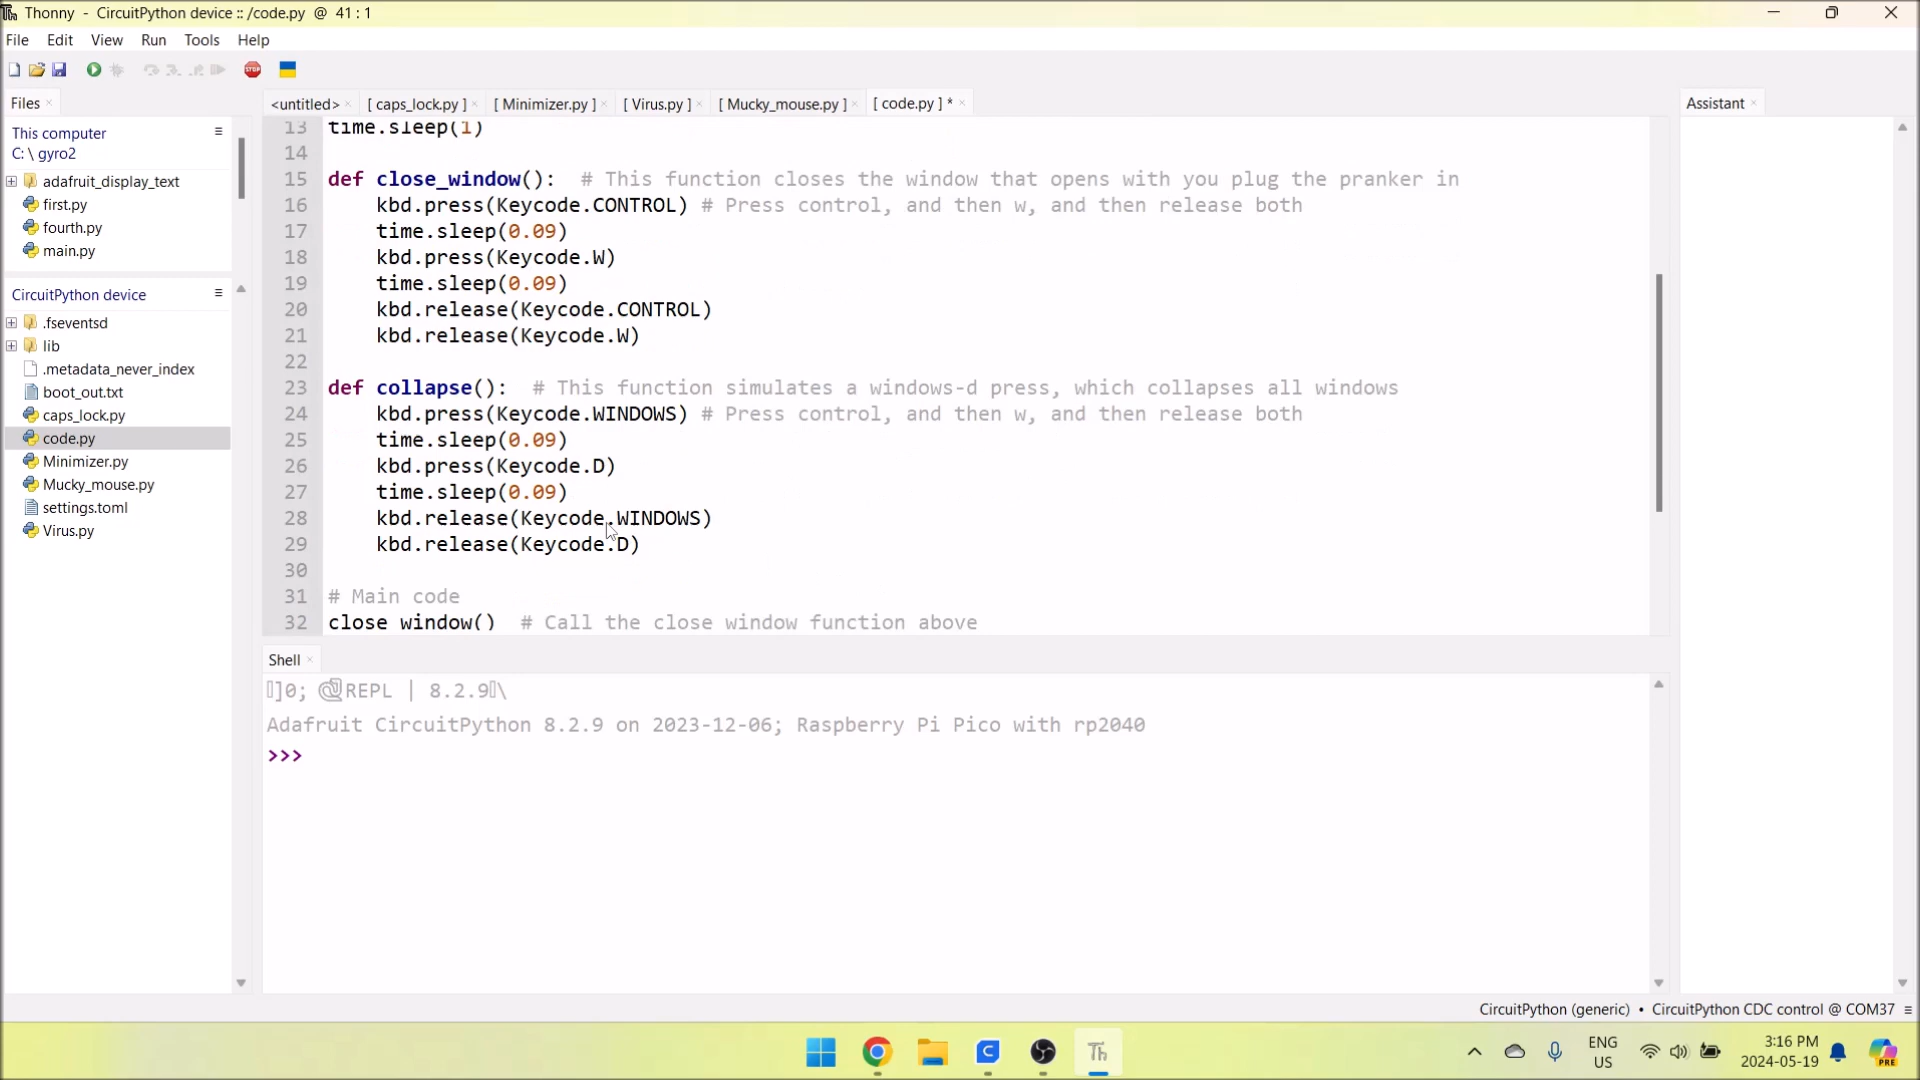 Thonny - CircuitPython device :: /code.py @ 41 : 1
File Edit View Run Tools Help
Files
This computer
C: \ gyro2
adafruit_display_text
first.py
fourth.py
main.py
CircuitPython device
.fseventsd
lib
.metadata_never_index
boot_out.txt
caps_lock.py
code.py
Minimizer.py
Mucky_mouse.py
settings.toml
Virus.py
<untitled> [ caps_lock.py ] [ Minimizer.py ] [ Virus.py ] [ Mucky_mouse.py ] [ code.py ] *
13 time.sleep(1)
14
15 def close_window():  # This function closes the window that opens with you plug the pranker in
16     kbd.press(Keycode.CONTROL) # Press control, and then w, and then release both
17     time.sleep(0.09)
18     kbd.press(Keycode.W)
19     time.sleep(0.09)
20     kbd.release(Keycode.CONTROL)
21     kbd.release(Keycode.W)
22
23 def collapse():  # This function simulates a windows-d press, which collapses all windows
24     kbd.press(Keycode.WINDOWS) # Press control, and then w, and then release both
25     time.sleep(0.09)
26     kbd.press(Keycode.D)
27     time.sleep(0.09)
28     kbd.release(Keycode.WINDOWS)
29     kbd.release(Keycode.D)
30
31 # Main code
32 close window()  # Call the close window function above
Shell
]0; REPL | 8.2.9\
Adafruit CircuitPython 8.2.9 on 2023-12-06; Raspberry Pi Pico with rp2040
>>>
Assistant
CircuitPython (generic) • CircuitPython CDC control @ COM37
ENG
US
3:16 PM
2024-05-19
PRE